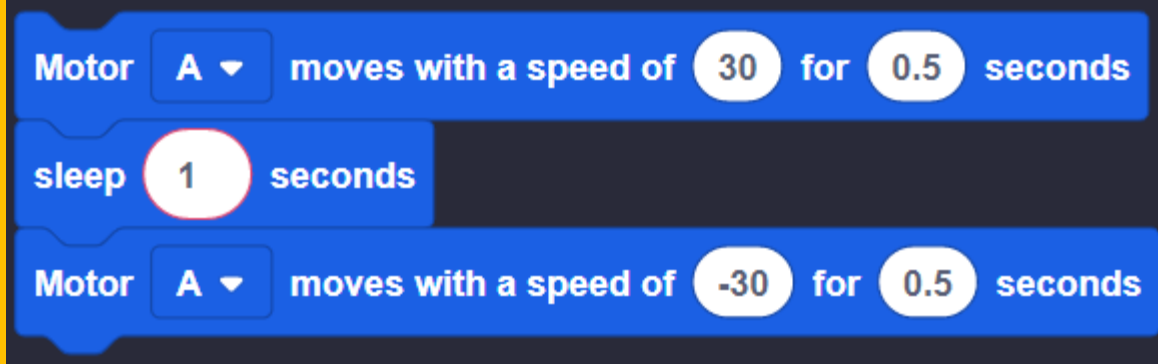 Motor A moves with a speed of 30 for 0.5 seconds
sleep 1 seconds
Motor A moves with a speed of -30 for 0.5 seconds